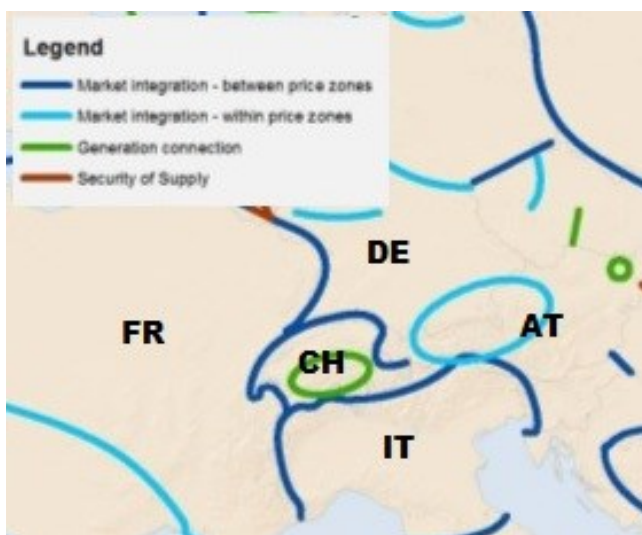 Legend
Market integration - between price zones
Market integration - within price zones
Generation connection
Security of Supply
DE
FR
AT
CH
IT